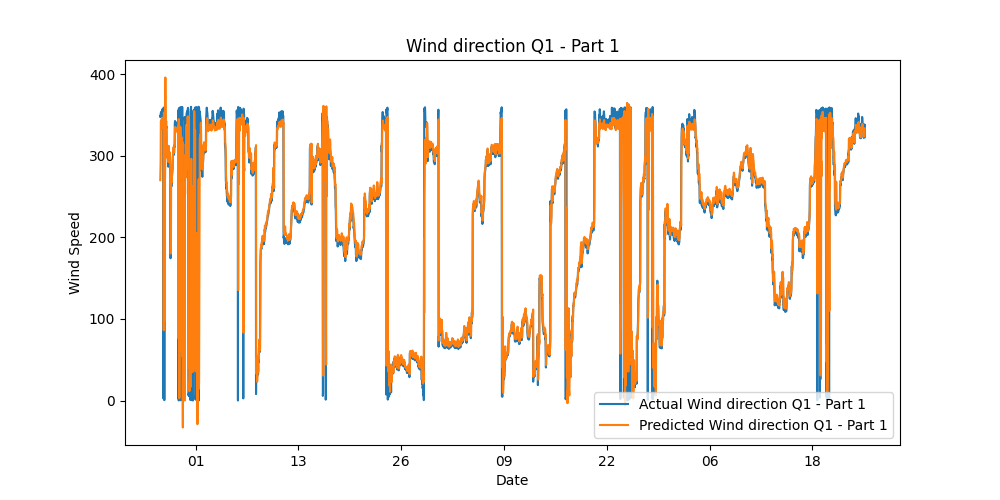 Wind direction Q1 - Part 1
400
300
200
100
0
Wind Speed
01
13
26
09
22
06
18
Date
Actual Wind direction Q1 - Part 1
Predicted Wind direction Q1 - Part 1